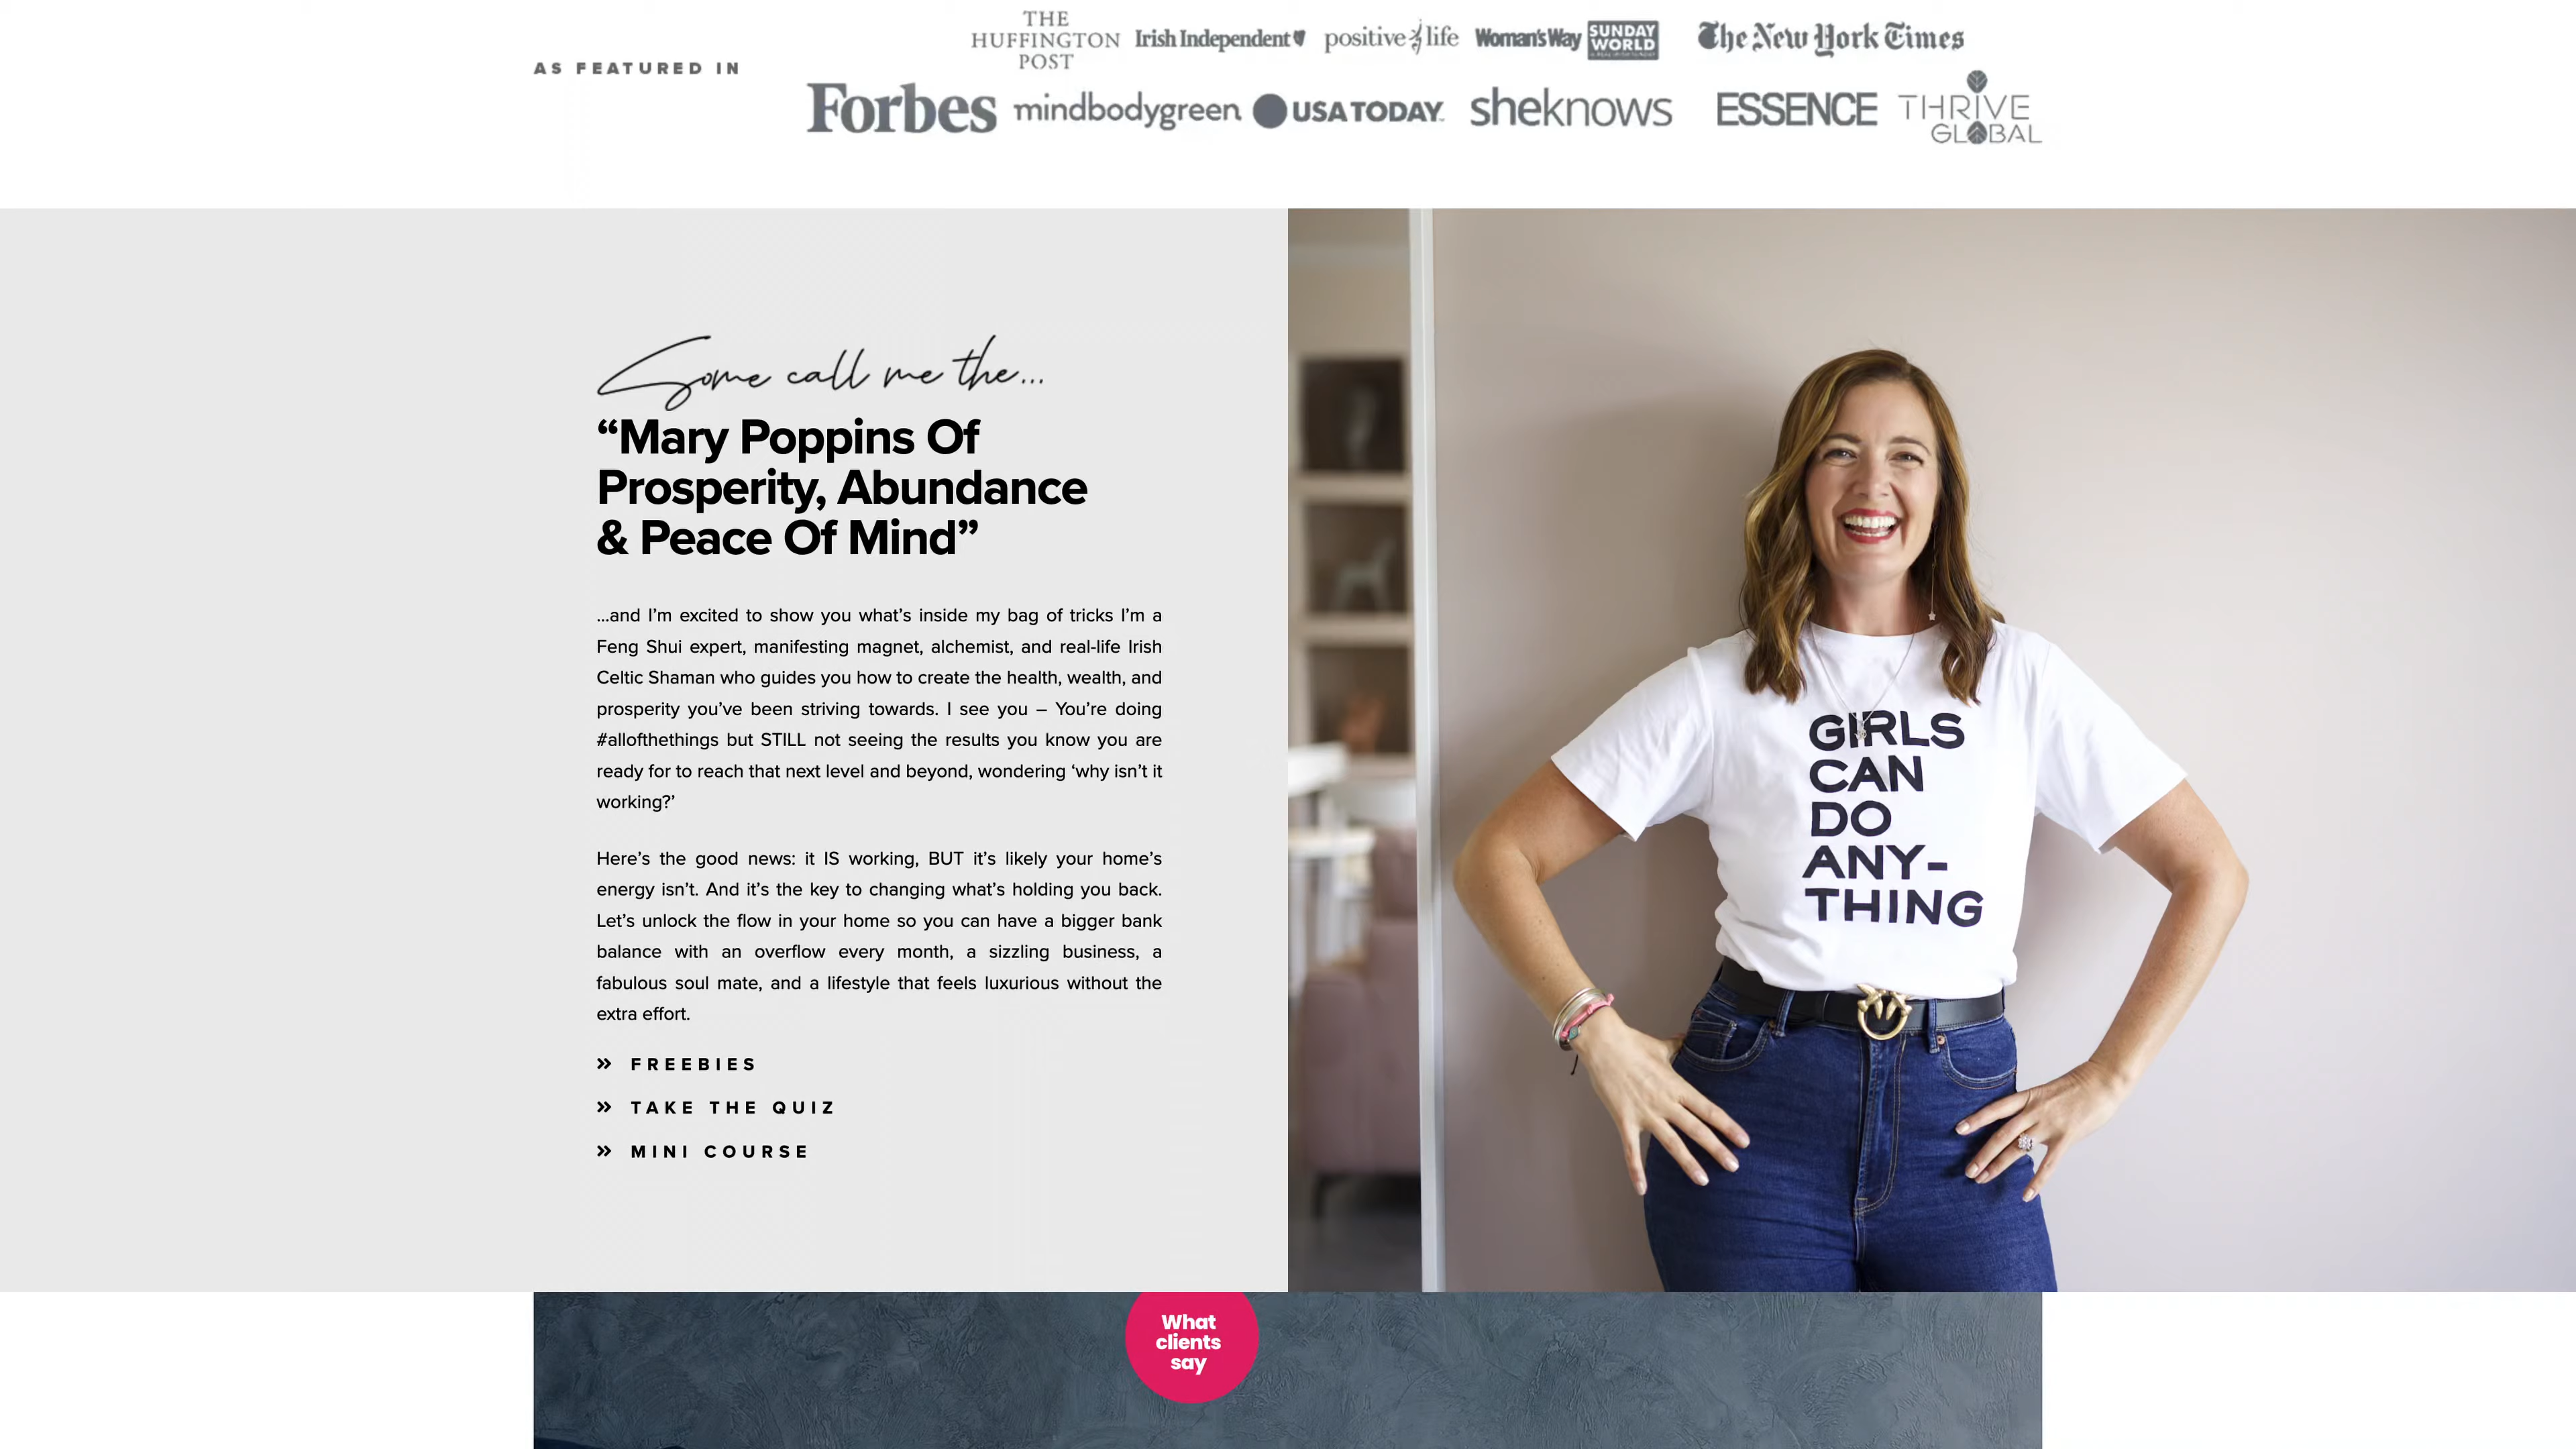 AS FEATURED IN
THE
HUFFINGTON
POST
Irish Independent
positive life
Woman's Way
SUNDAY
WORLD
The New York Times
Forbes
mindbodygreen
USA TODAY
sheknows
ESSENCE
THRIVE
GLOBAL
Some call me the...
“Mary Poppins Of
Prosperity, Abundance
& Peace Of Mind”
...and I’m excited to show you what’s inside my bag of tricks I’m a
Feng Shui expert, manifesting magnet, alchemist, and real-life Irish
Celtic Shaman who guides you how to create the health, wealth, and
prosperity you’ve been striving towards. I see you – You’re doing
#allofthethings but STILL not seeing the results you know you are
ready for to reach that next level and beyond, wondering ‘why isn’t it
working?’
Here’s the good news: it IS working, BUT it’s likely your home’s
energy isn’t. And it’s the key to changing what’s holding you back.
Let’s unlock the flow in your home so you can have a bigger bank
balance with an overflow every month, a sizzling business, a
fabulous soul mate, and a lifestyle that feels luxurious without the
extra effort.
» FREEBIES
» TAKE THE QUIZ
» MINI COURSE
GIRLS
CAN
DO
ANY-
THING
What
clients
say